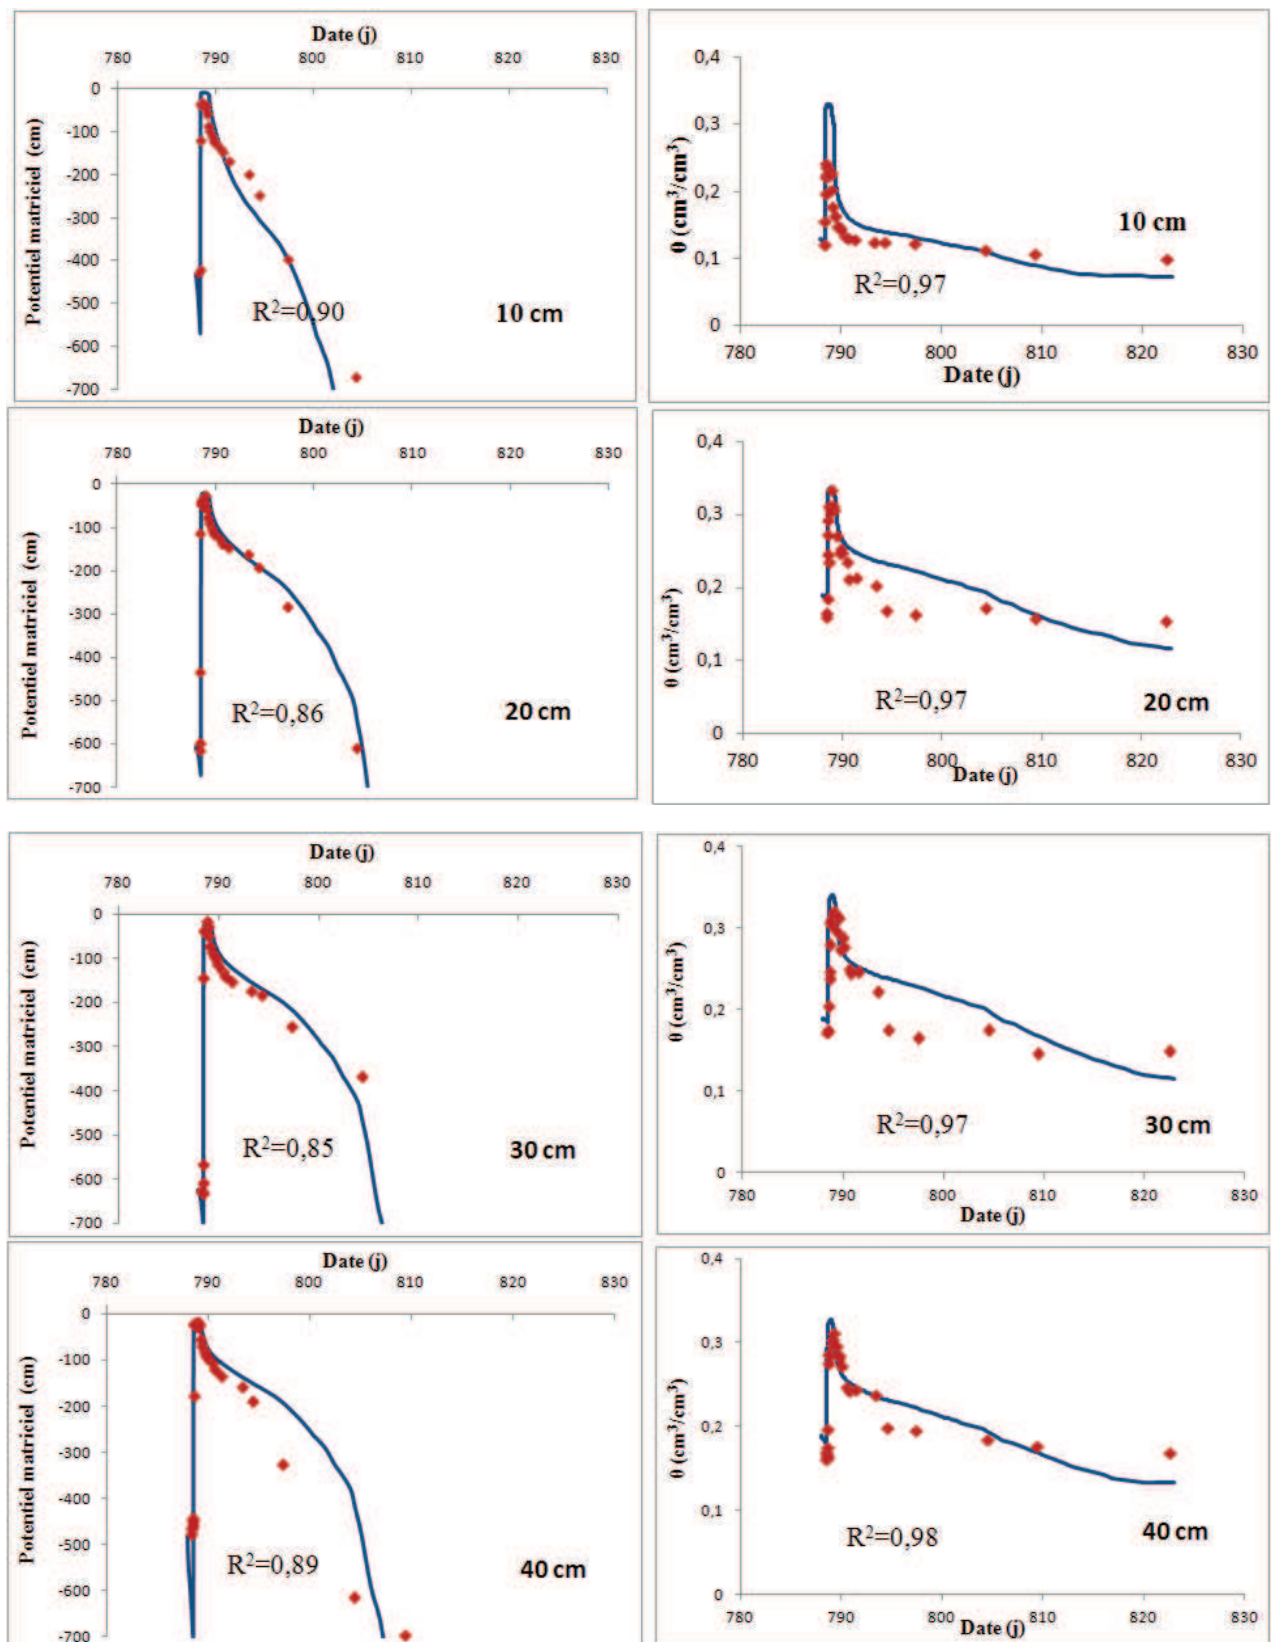 Date (j)
780 790 800 810 820 830
0
-100
-200
-300
-400
-500
-600
-700
Potentiel matriciel (cm)
R²=0,90
10 cm
0,4
0,3
0,2
0,1
0
θ (cm³/cm³)
10 cm
R²=0,97
780 790 800 810 820 830
Date (j)
Date (j)
780 790 800 810 820 830
0
-100
-200
-300
-400
-500
-600
-700
Potentiel matriciel (cm)
R²=0,86
20 cm
0,4
0,3
0,2
0,1
0
θ (cm³/cm³)
R²=0,97
20 cm
780 790 800 810 820 830
Date (j)
Date (j)
780 790 800 810 820 830
0
-100
-200
-300
-400
-500
-600
-700
Potentiel matriciel (cm)
R²=0,85
30 cm
0,4
0,3
0,2
0,1
0
θ (cm³/cm³)
R²=0,97
30 cm
780 790 800 810 820 830
Date (j)
Date (j)
780 790 800 810 820 830
0
-100
-200
-300
-400
-500
-600
-700
Potentiel matriciel (cm)
R²=0,89
40 cm
0,4
0,3
0,2
0,1
0
θ (cm³/cm³)
R²=0,98
40 cm
780 790 800 810 820 830
Date (j)